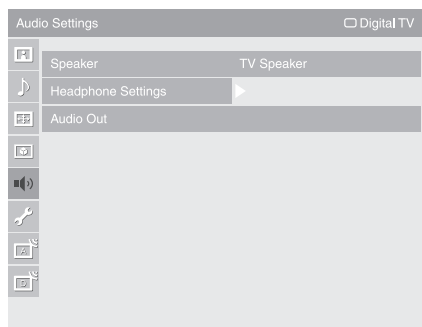 Audio Settings Digital TV
Speaker TV Speaker
Headphone Settings
Audio Out
A
D